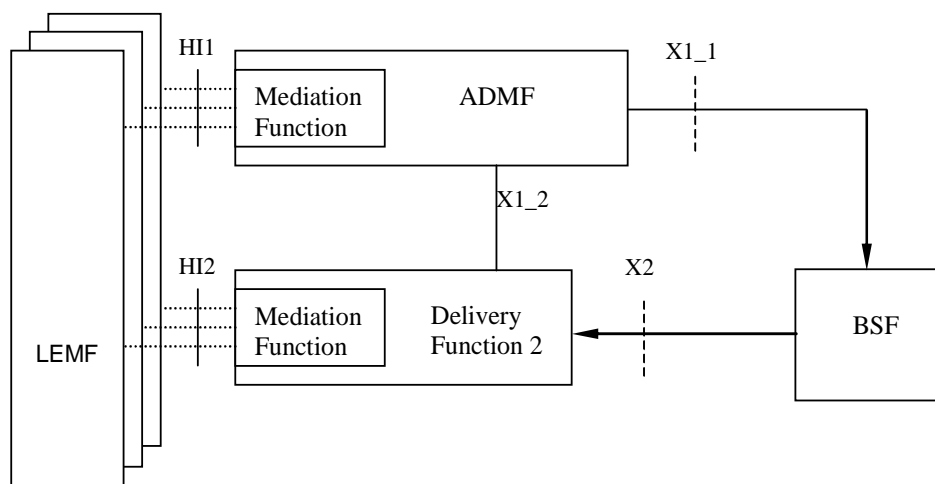 HI1
X1_1
Mediation
Function
ADMF
X1_2
HI2
X2
Mediation
Function
Delivery
Function 2
BSF
LEMF